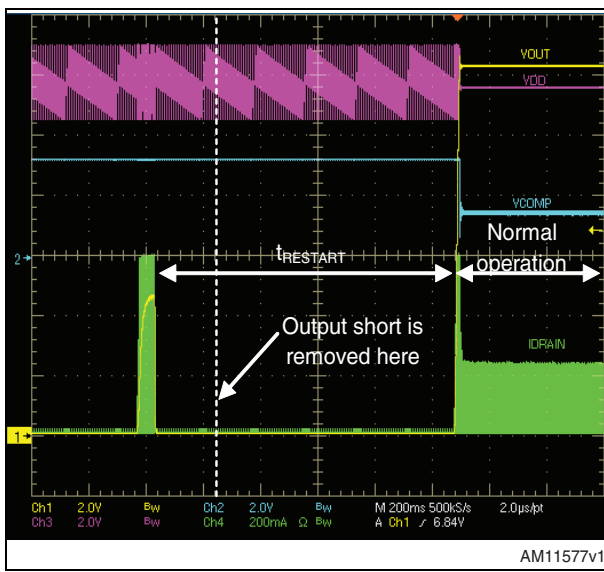 VOUT
VDD
VCOMP
Normal
operation
tRESTART
Output short is
removed here
IDRAIN
2
1
Ch1 2.0V Bw Ch2 2.0V Bw M 200ms 500kS/s 2.0µs/pt
Ch3 2.0V Bw Ch4 200mA Ω Bw A Ch1 / 6.84V
AM11577v1